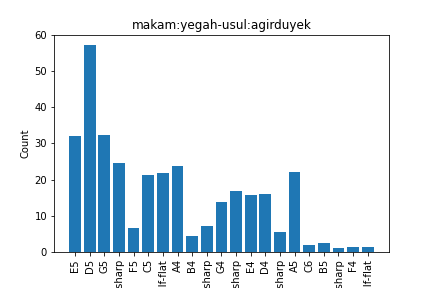 makam:yegah-usul:agirduyek
60
50
40
30
20
10
0
Count
E5
D5
G5
sharp
F5
C5
lf-flat
A4
B4
sharp
G4
sharp
E4
D4
sharp
A5
C6
B5
sharp
F4
lf-flat